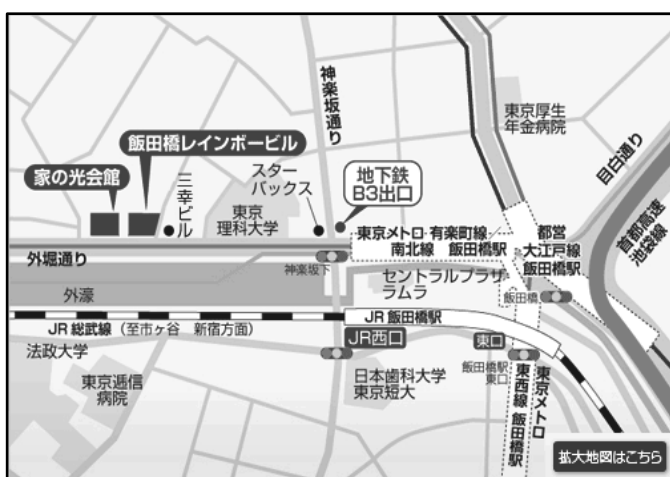 神楽坂通り
東京厚生
年金病院
目白通り
飯田橋レインボービル
家の光会館
三幸ビル
スター
バックス
地下鉄
B3出口
東京
理科大学
首都高速
池袋線
外堀通り
神楽坂下
東京メトロ 有楽町線
南北線 飯田橋駅
都営
大江戸線
飯田橋駅
外濠
セントラルプラザ
ラムラ
飯田橋
JR 総武線（至市ヶ谷 新宿方面）
JR 飯田橋駅
法政大学
JR西口
東口
東京逓信
病院
日本歯科大学
東京短大
飯田橋駅
東口
東京メトロ
東西線 飯田橋駅
拡大地図はこちら